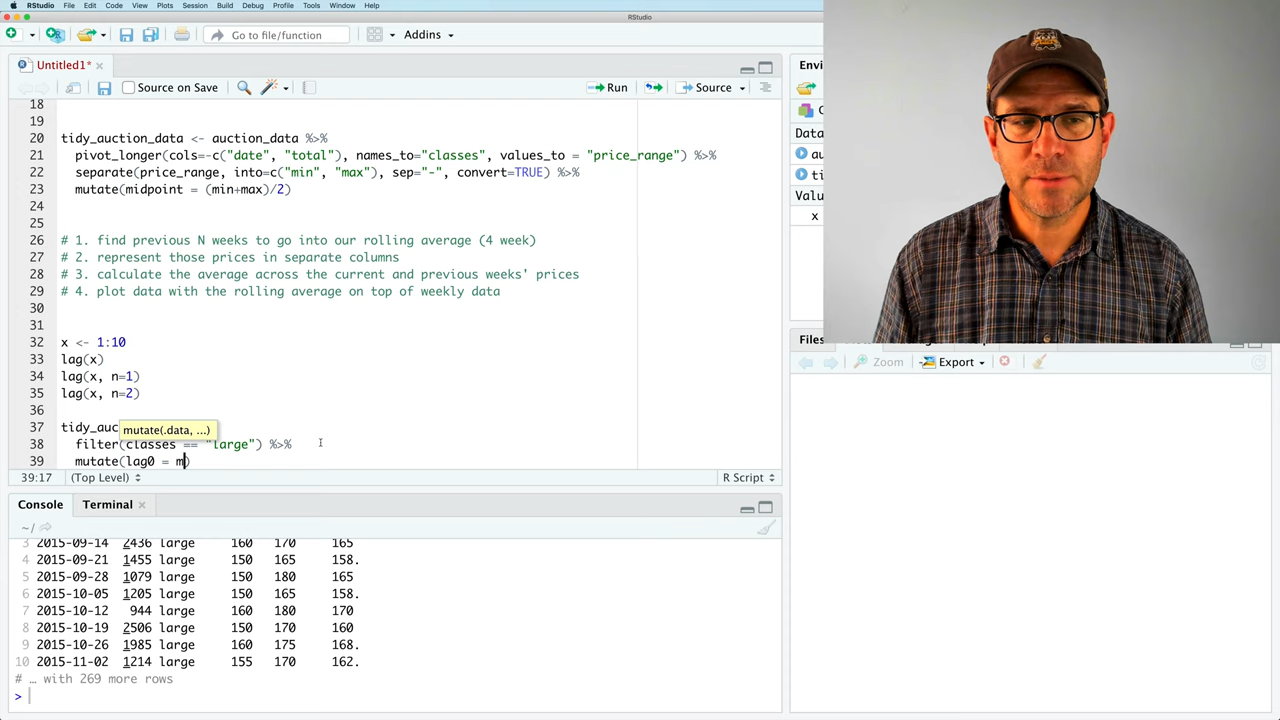 RStudio File Edit Code View Plots Session Build Debug Profile Tools Window Help
RStudio
Go to file/function Addins
Untitled1*
Source on Save Run Source
18
19
20 tidy_auction_data <- auction_data %>%
21 pivot_longer(cols=-c("date", "total"), names_to="classes", values_to = "price_range") %>%
22 separate(price_range, into=c("min", "max"), sep="-", convert=TRUE) %>%
23 mutate(midpoint = (min+max)/2)
24
25
26 # 1. find previous N weeks to go into our rolling average (4 week)
27 # 2. represent those prices in separate columns
28 # 3. calculate the average across the current and previous weeks' prices
29 # 4. plot data with the rolling average on top of weekly data
30
31
32 x <- 1:10
33 lag(x)
34 lag(x, n=1)
35 lag(x, n=2)
36
37 tidy_auc
mutate(.data, ...)
38 filter(classes == "large") %>%
39 mutate(lag0 = m)
39:17 (Top Level) R Script
Console Terminal
~/
3 2015-09-14 2436 large 160 170 165
4 2015-09-21 1455 large 150 165 158.
5 2015-09-28 1079 large 150 180 165
6 2015-10-05 1205 large 150 165 158.
7 2015-10-12 944 large 160 180 170
8 2015-10-19 2506 large 150 170 160
9 2015-10-26 1985 large 160 175 168.
10 2015-11-02 1214 large 155 170 162.
# … with 269 more rows
>
Envi
Data
au
ti
Valu
x
Files
Zoom Export